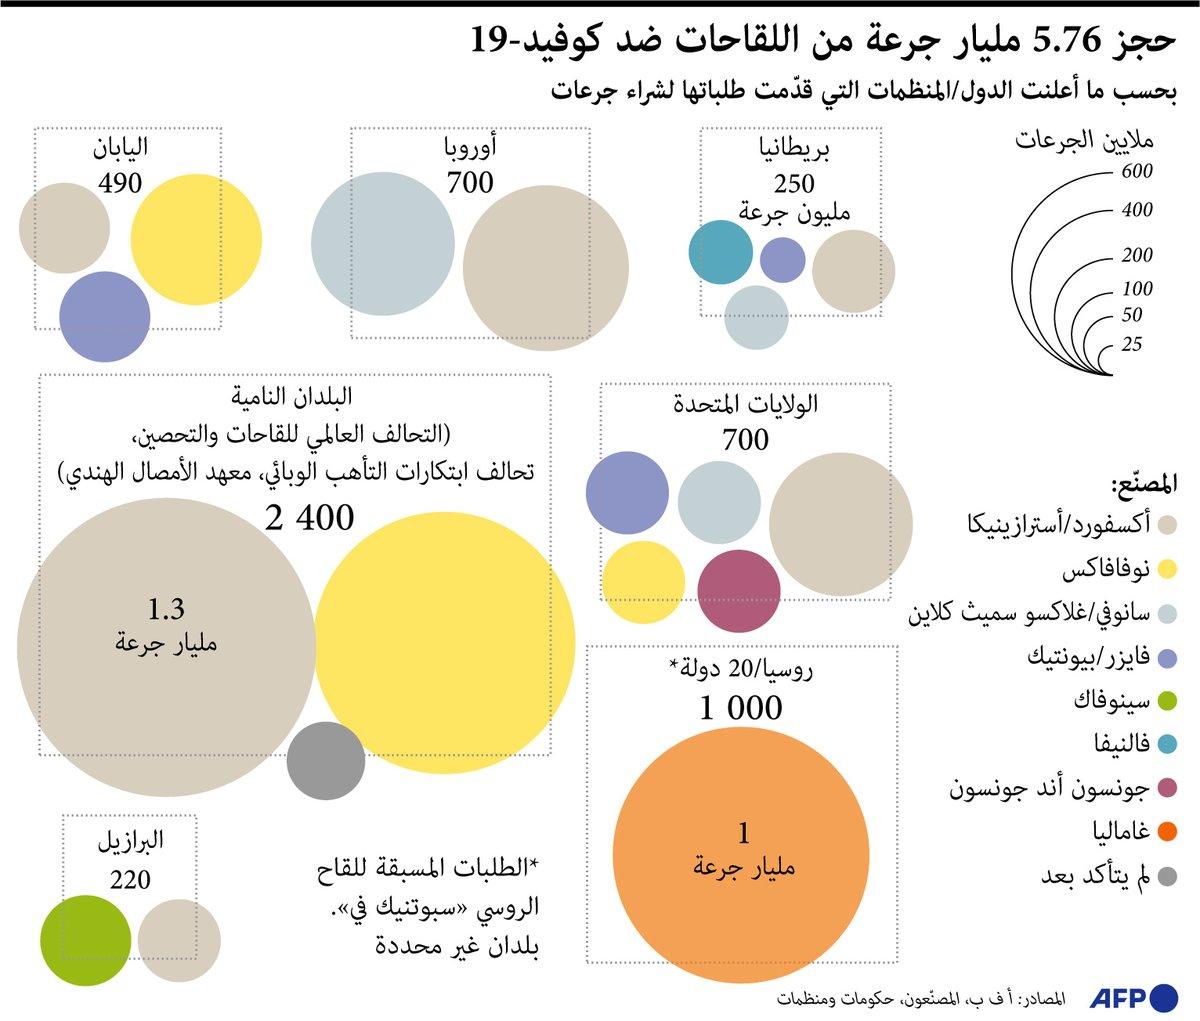 حجز 5.76 مليار جرعة من اللقاحات ضد كوفيد-19
بحسب ما أعلنت الدول/المنظمات التي قدّمت طلباتها لشراء جرعات
ملايين الجرعات
600
400
200
100
50
25
بريطانيا
250
مليون جرعة
أوروبا
700
اليابان
490
الولايات المتحدة
700
البلدان النامية
(التحالف العالمي للقاحات والتحصين،
تحالف ابتكارات التأهب الوبائي، معهد الأمصال الهندي)
2 400
1.3
مليار جرعة
روسيا/20 دولة*
1 000
1
مليار جرعة
البرازيل
220
*الطلبات المسبقة للقاح
الروسي «سبوتنيك في».
بلدان غير محددة
المصنّع:
أكسفورد/أسترازينيكا
نوفافاكس
سانوفي/غلاكسو سميث كلاين
فايزر/بيونتيك
سينوفاك
فالنيفا
جونسون أند جونسون
غاماليا
لم يتأكد بعد
المصادر: أ ف ب، المصنّعون، حكومات ومنظمات
AFP